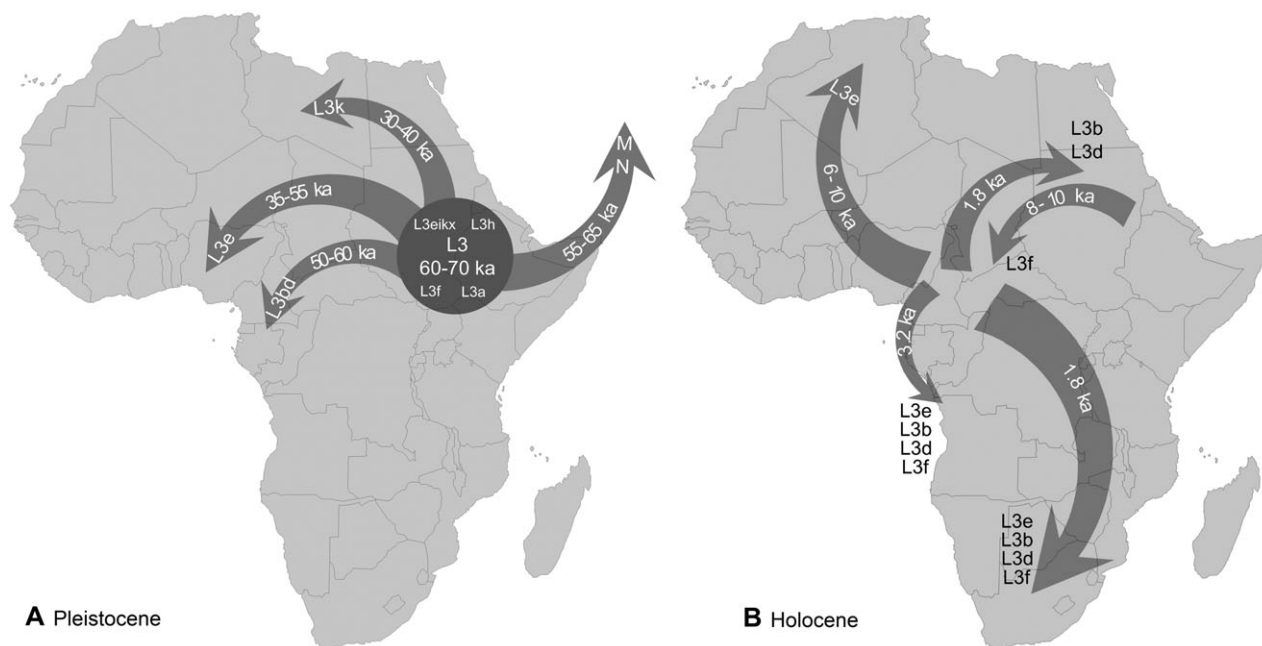 L3k
30-40 ka
M
N
35-55 ka
L3e
50-60 ka
L3bd
L3eikx L3h
L3
60-70 ka
L3f L3a
55-65 ka
A Pleistocene
L3e
6-10 ka
L3b
L3d
1.8 ka
8-10 ka
L3f
3.2 ka
L3e
L3b
L3d
L3f
1.8 ka
L3e
L3b
L3d
L3f
B Holocene